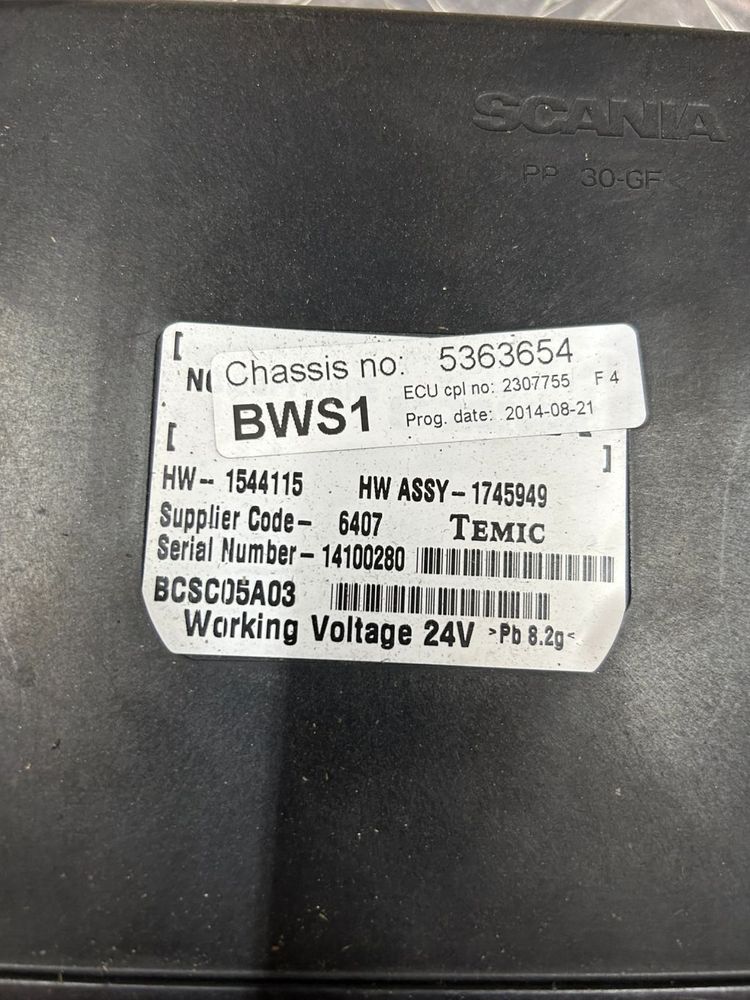 SCANIA
PP 30-GF<
[
N
Chassis no: 5363654
ECU cpl no: 2307755 F 4
BWS1 Prog. date: 2014-08-21
[ ]
HW- 1544115 HW ASSY-1745949
Supplier Code- 6407 TEMIC
Serial Number-14100280
BCSC05A03
Working Voltage 24V >Pb 8.2g<